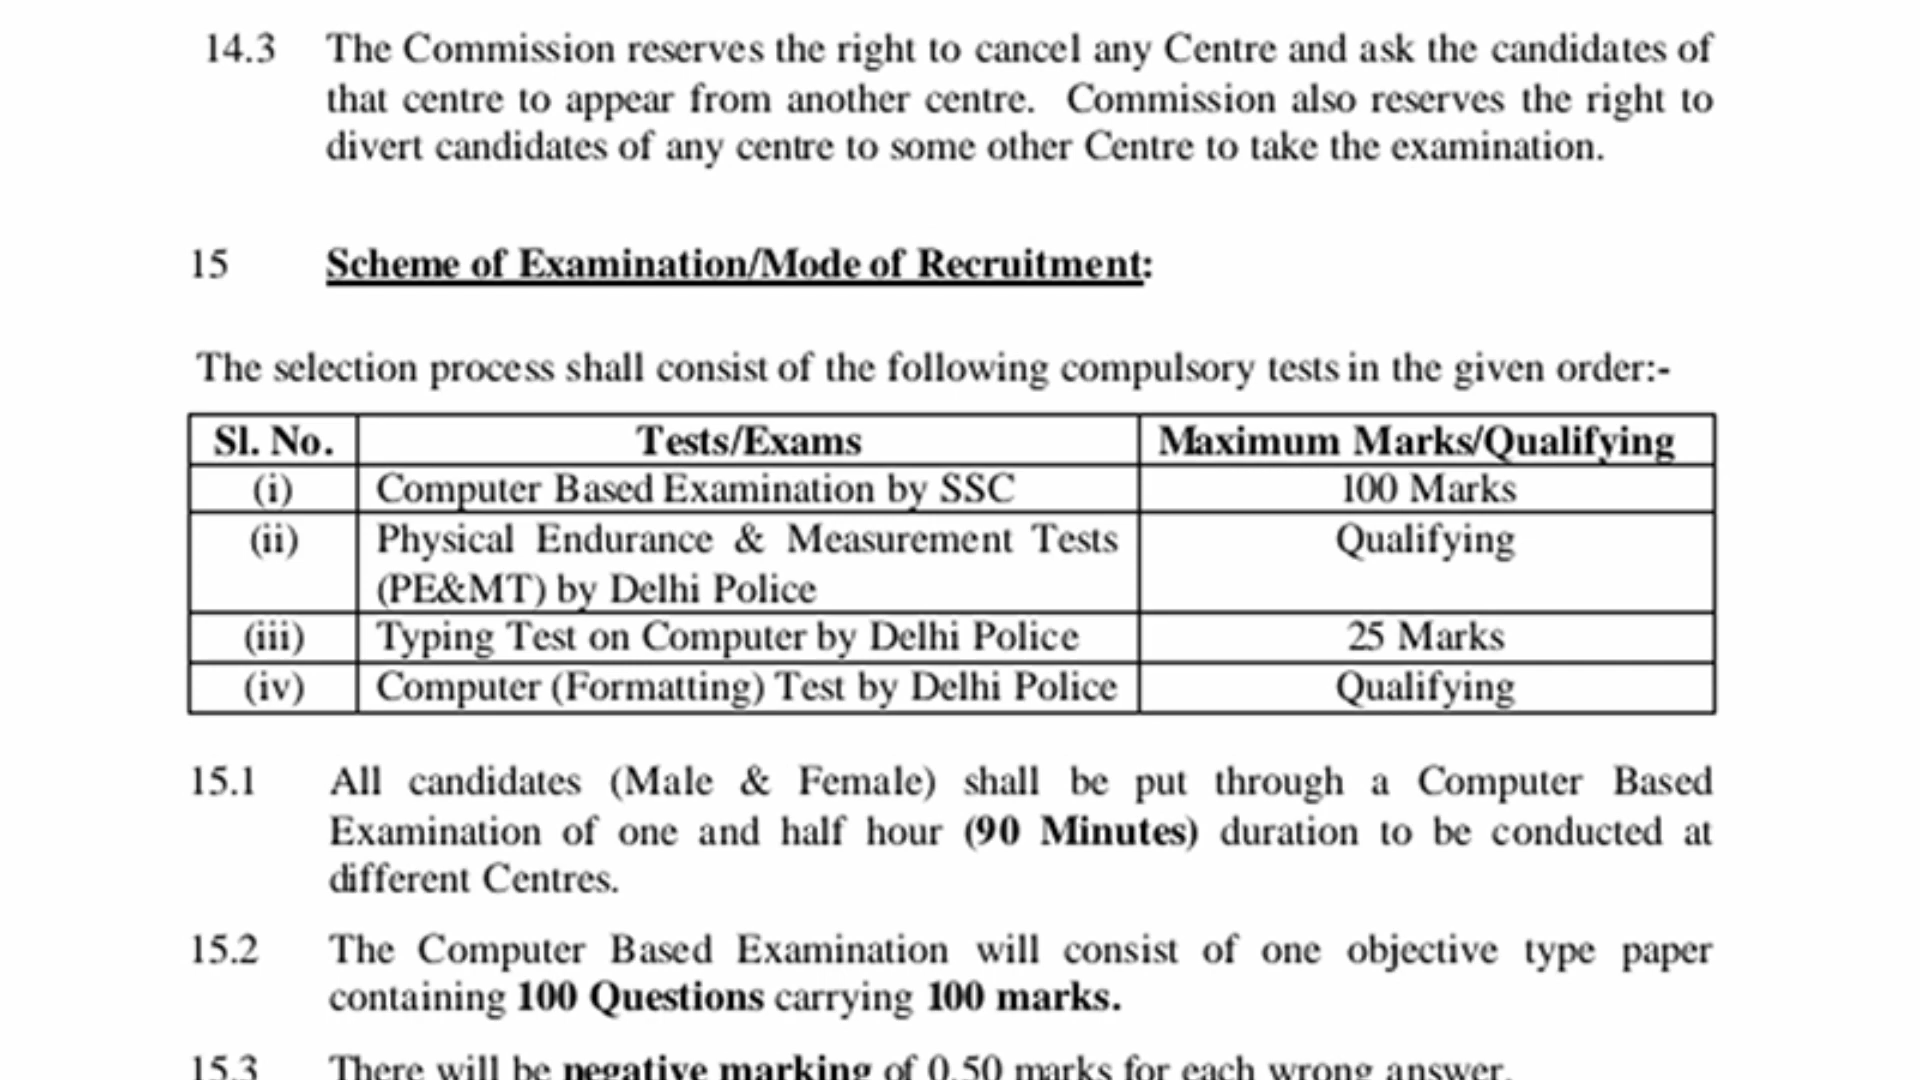 14.3 The Commission reserves the right to cancel any Centre and ask the candidates of
that centre to appear from another centre. Commission also reserves the right to
divert candidates of any centre to some other Centre to take the examination.
15 Scheme of Examination/Mode of Recruitment:
The selection process shall consist of the following compulsory tests in the given order:-
Sl. No. Tests/Exams Maximum Marks/Qualifying
(i) Computer Based Examination by SSC 100 Marks
(ii) Physical Endurance & Measurement Tests Qualifying
(PE&MT) by Delhi Police
(iii) Typing Test on Computer by Delhi Police 25 Marks
(iv) Computer (Formatting) Test by Delhi Police Qualifying
15.1 All candidates (Male & Female) shall be put through a Computer Based
Examination of one and half hour (90 Minutes) duration to be conducted at
different Centres.
15.2 The Computer Based Examination will consist of one objective type paper
containing 100 Questions carrying 100 marks.
15.3 There will be negative marking of 0.50 marks for each wrong answer.